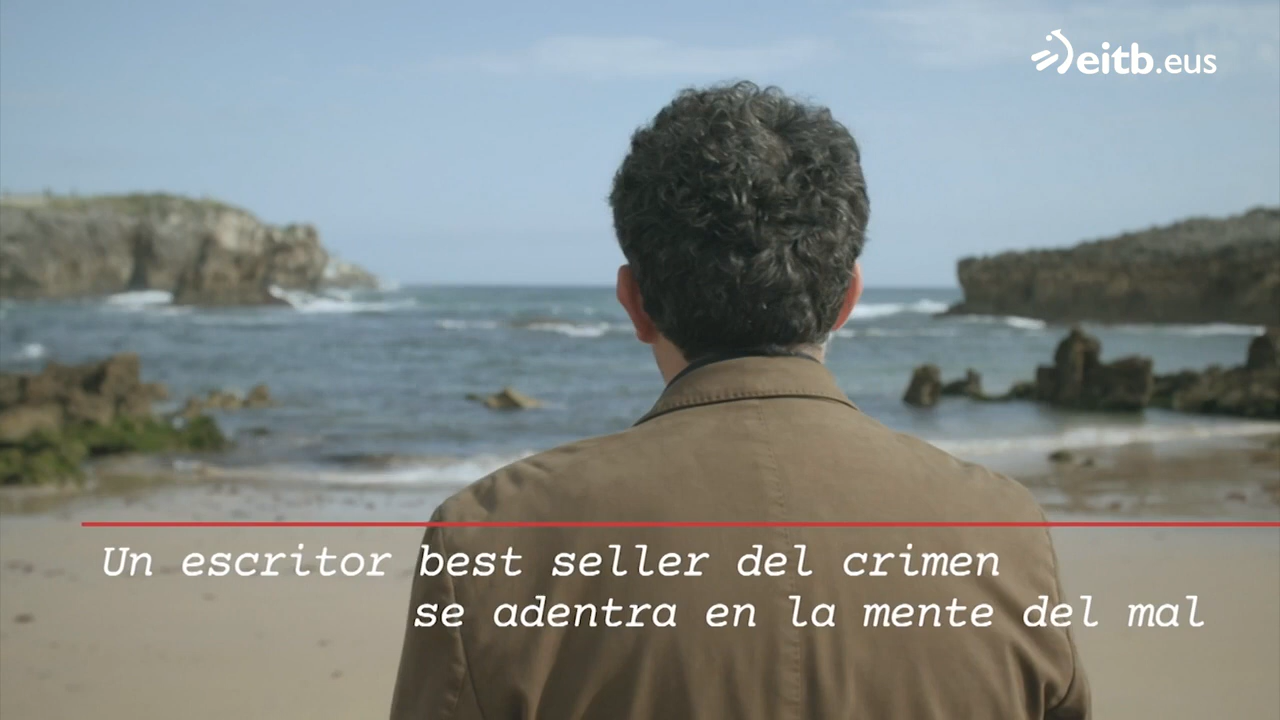 eitb.eus
Un escritor best seller del crimen
se adentra en la mente del mal